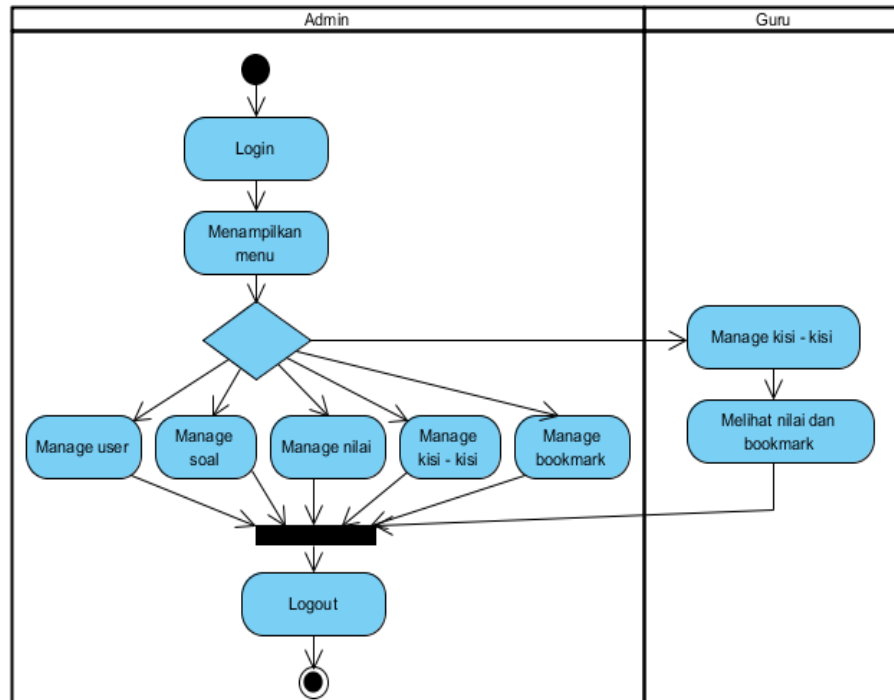 Admin
Guru
Login
Menampilkan
menu
Manage kisi - kisi
Manage user
Manage
soal
Manage nilai
Manage
kisi - kisi
Manage
bookmark
Melihat nilai dan
bookmark
Logout